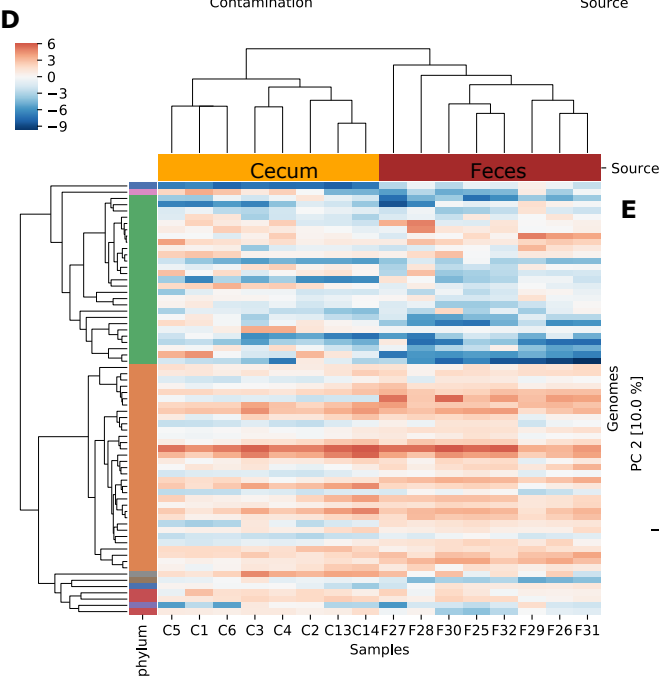 Contamination
Source
D
6
3
0
−3
−6
−9
Cecum
Feces
Source
E
Genomes
PC 2 [10.0 %]
phylum
C5 C1 C6 C3 C4 C2 C13 C14 F27 F28 F30 F25 F32 F29 F26 F31
Samples